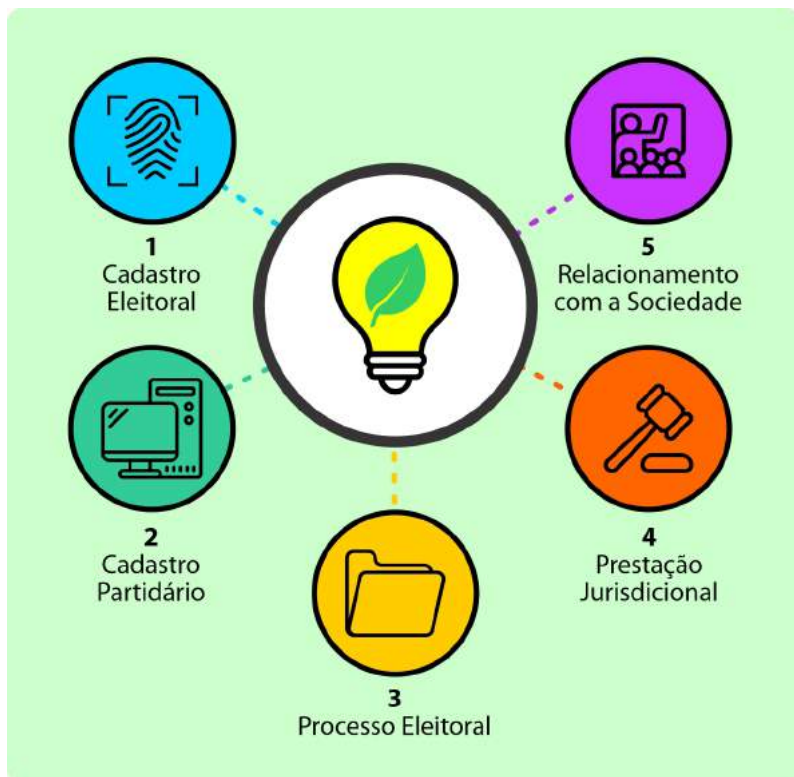 1
Cadastro
Eleitoral
2
Cadastro
Partidário
3
Processo Eleitoral
4
Prestação
Jurisdicional
5
Relacionamento
com a Sociedade